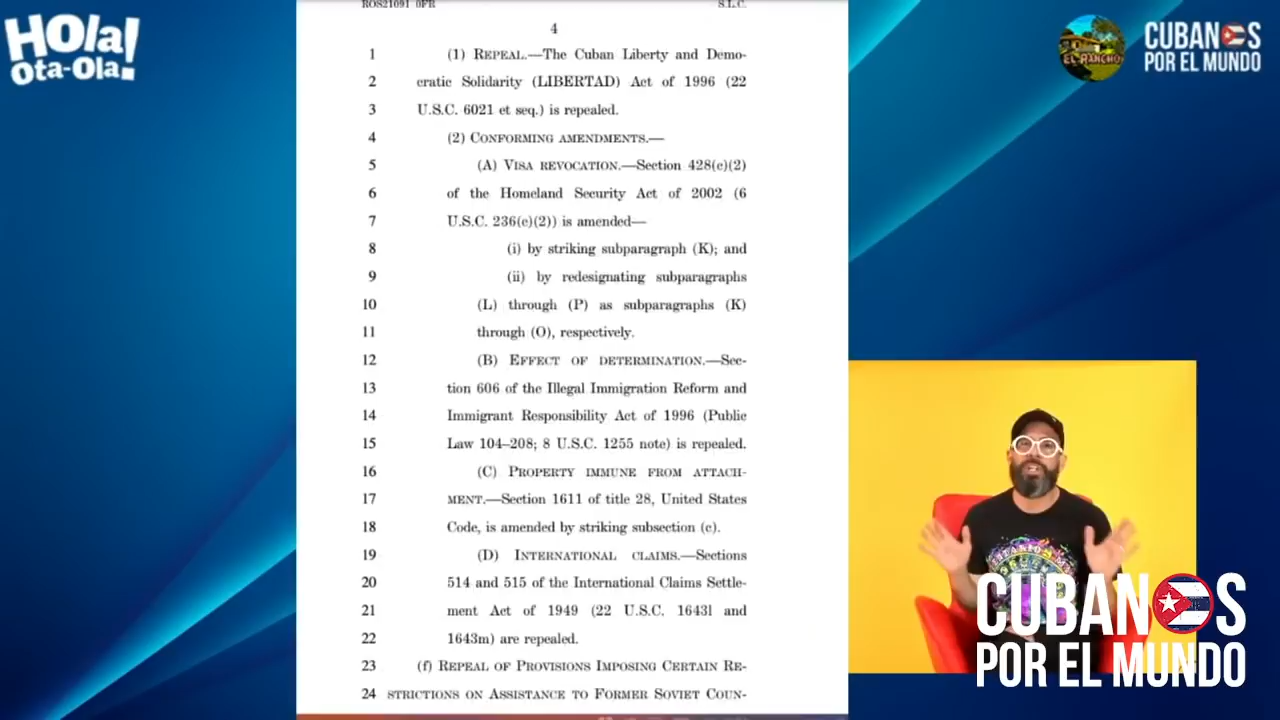 HOla!
Ota-Ola!
ROS21091 0FR S.L.C.
4
1 (1) REPEAL.—The Cuban Liberty and Demo-
2 cratic Solidarity (LIBERTAD) Act of 1996 (22
3 U.S.C. 6021 et seq.) is repealed.
4 (2) CONFORMING AMENDMENTS.—
5 (A) VISA REVOCATION.—Section 428(c)(2)
6 of the Homeland Security Act of 2002 (6
7 U.S.C. 236(c)(2)) is amended—
8 (i) by striking subparagraph (K); and
9 (ii) by redesignating subparagraphs
10 (L) through (P) as subparagraphs (K)
11 through (O), respectively.
12 (B) EFFECT OF DETERMINATION.—Sec-
13 tion 606 of the Illegal Immigration Reform and
14 Immigrant Responsibility Act of 1996 (Public
15 Law 104–208; 8 U.S.C. 1255 note) is repealed.
16 (C) PROPERTY IMMUNE FROM ATTACH-
17 MENT.—Section 1611 of title 28, United States
18 Code, is amended by striking subsection (c).
19 (D) INTERNATIONAL CLAIMS.—Sections
20 514 and 515 of the International Claims Settle-
21 ment Act of 1949 (22 U.S.C. 1643l and
22 1643m) are repealed.
23 (f) REPEAL OF PROVISIONS IMPOSING CERTAIN RE-
24 STRICTIONS ON ASSISTANCE TO FORMER SOVIET COUN-
EL RANCHO
CUBANOS
POR EL MUNDO
CUBANOS
POR EL MUNDO